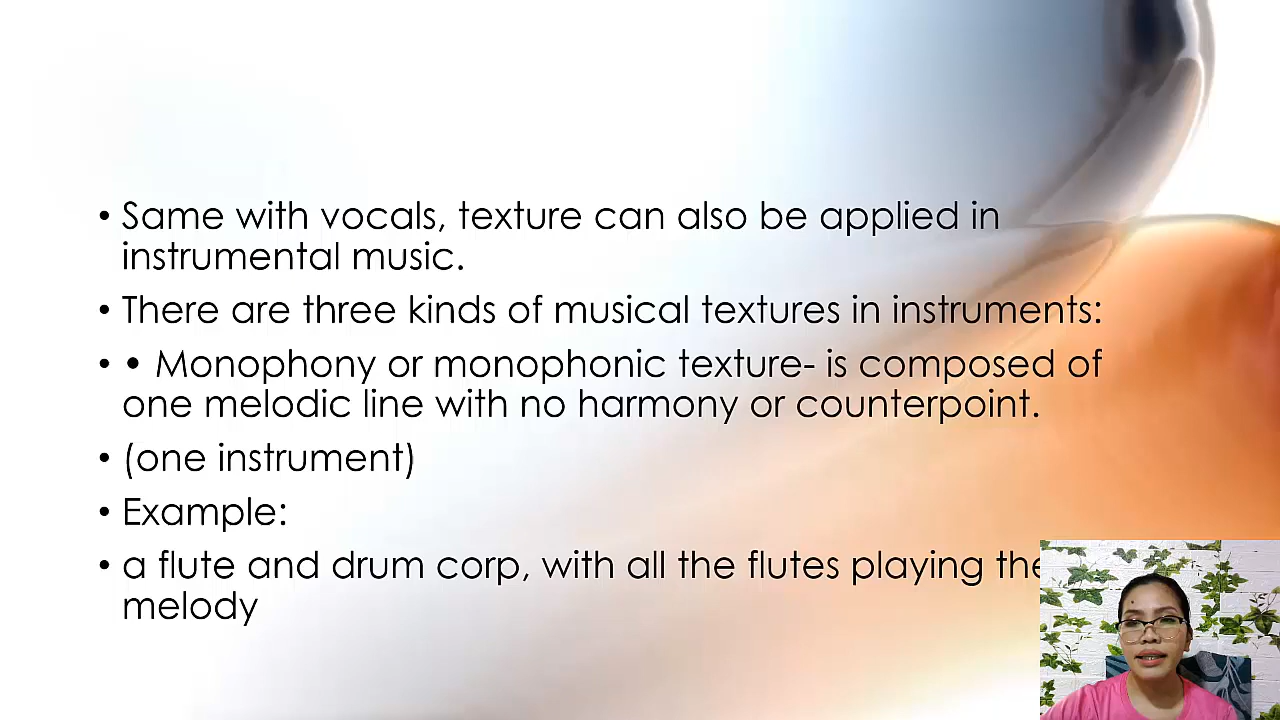 • Same with vocals, texture can also be applied in
instrumental music.
• There are three kinds of musical textures in instruments:
• • Monophony or monophonic texture- is composed of
one melodic line with no harmony or counterpoint.
• (one instrument)
• Example:
• a flute and drum corp, with all the flutes playing the
melody